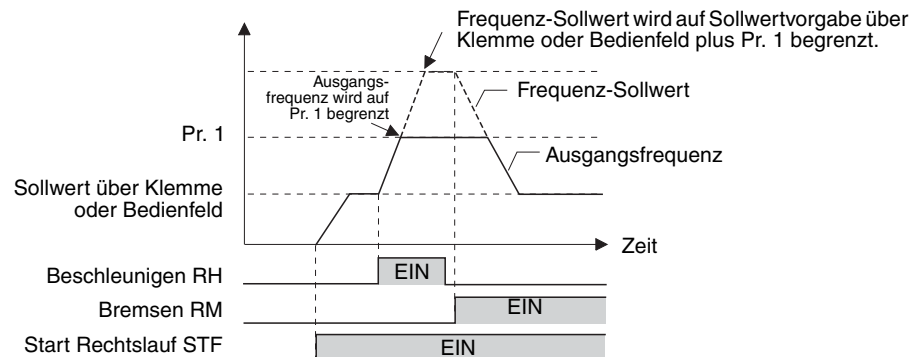 Frequenz-Sollwert wird auf Sollwertvorgabe über
Klemme oder Bedienfeld plus Pr. 1 begrenzt.
Ausgangs-
frequenz wird auf
Pr. 1 begrenzt
Frequenz-Sollwert
Pr. 1
Ausgangsfrequenz
Sollwert über Klemme
oder Bedienfeld
Zeit
Beschleunigen RH
EIN
Bremsen RM
EIN
Start Rechtslauf STF
EIN